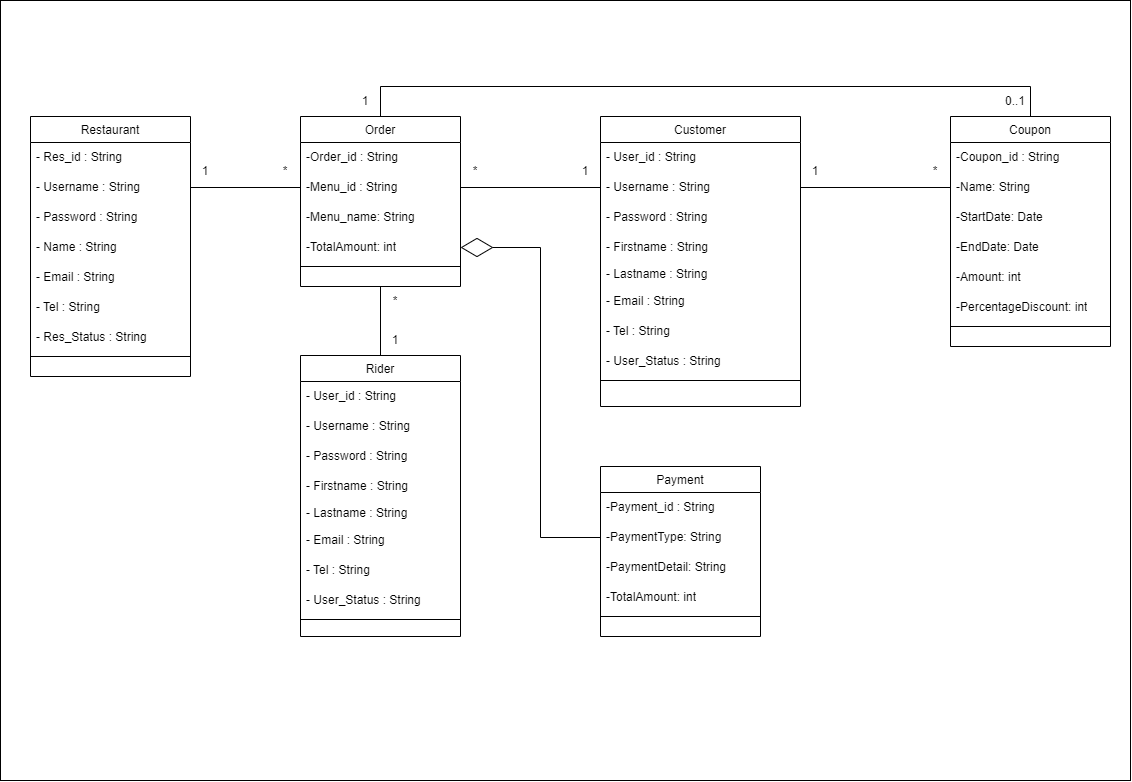 1
0..1
Restaurant
- Res_id : String
- Username : String
- Password : String
- Name : String
- Email : String
- Tel : String
- Res_Status : String
1
*
Order
-Order_id : String
-Menu_id : String
-Menu_name: String
-TotalAmount: int
*
1
Customer
- User_id : String
- Username : String
- Password : String
- Firstname : String
- Lastname : String
- Email : String
- Tel : String
- User_Status : String
1
*
Coupon
-Coupon_id : String
-Name: String
-StartDate: Date
-EndDate: Date
-Amount: int
-PercentageDiscount: int
*
1
Rider
- User_id : String
- Username : String
- Password : String
- Firstname : String
- Lastname : String
- Email : String
- Tel : String
- User_Status : String
Payment
-Payment_id : String
-PaymentType: String
-PaymentDetail: String
-TotalAmount: int